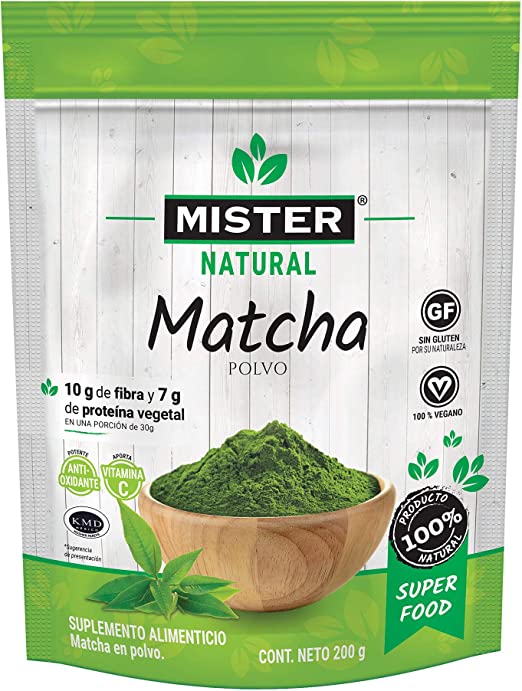 MISTER®
NATURAL
Matcha
POLVO
GF
SIN GLUTEN
POR SU NATURALEZA
V
100 % VEGANO
10 g de fibra y 7 g
de proteína vegetal
EN UNA PORCIÓN DE 30g
POTENTE
ANTI-
OXIDANTE
APORTA
VITAMINA
C
KMD
MÉXICO
*Sugerencia
de presentación
PRODUCTO
100%
NATURAL
SUPER
FOOD
SUPLEMENTO ALIMENTICIO
Matcha en polvo.
CONT. NETO 200 g